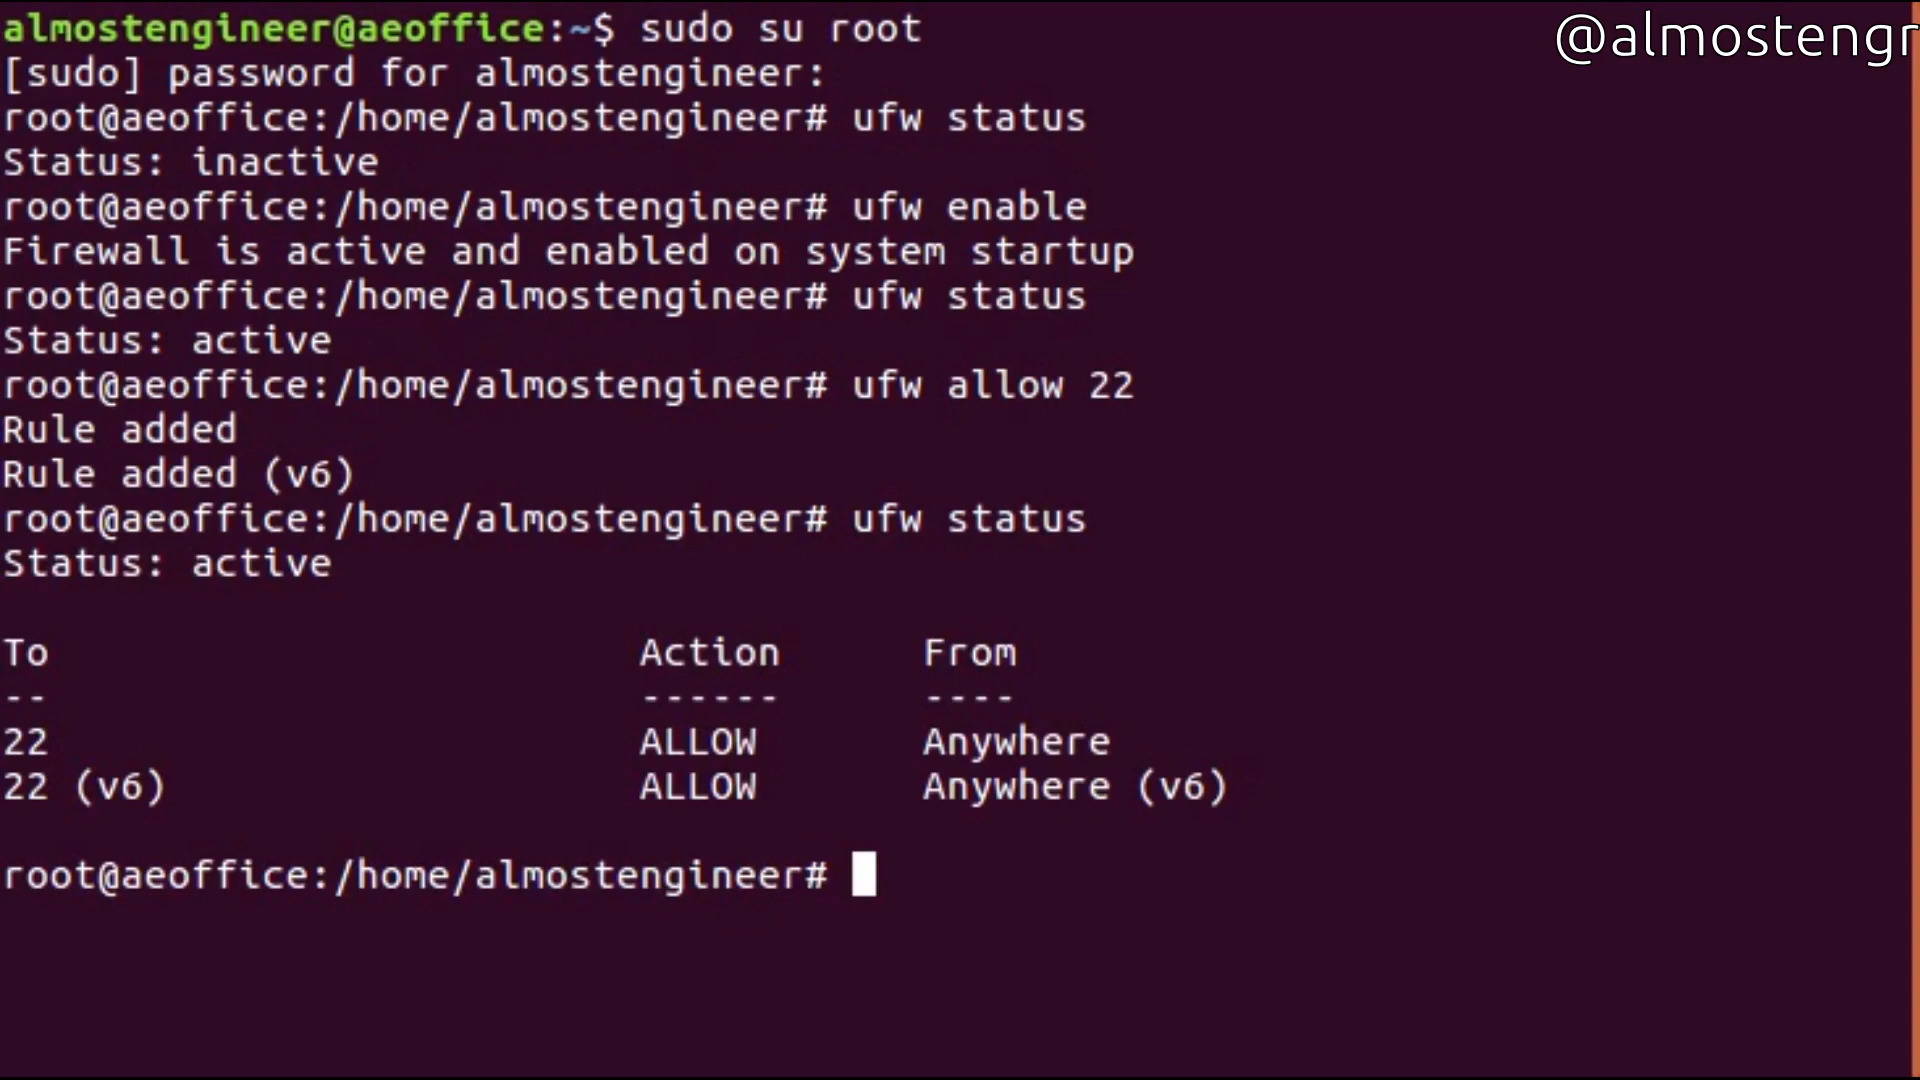 almostengineer@aeoffice:~$ sudo su root
@almostengr
[sudo] password for almostengineer:
root@aeoffice:/home/almostengineer# ufw status
Status: inactive
root@aeoffice:/home/almostengineer# ufw enable
Firewall is active and enabled on system startup
root@aeoffice:/home/almostengineer# ufw status
Status: active
root@aeoffice:/home/almostengineer# ufw allow 22
Rule added
Rule added (v6)
root@aeoffice:/home/almostengineer# ufw status
Status: active
To                         Action      From
--                         ------      ----
22                         ALLOW       Anywhere
22 (v6)                    ALLOW       Anywhere (v6)
root@aeoffice:/home/almostengineer#